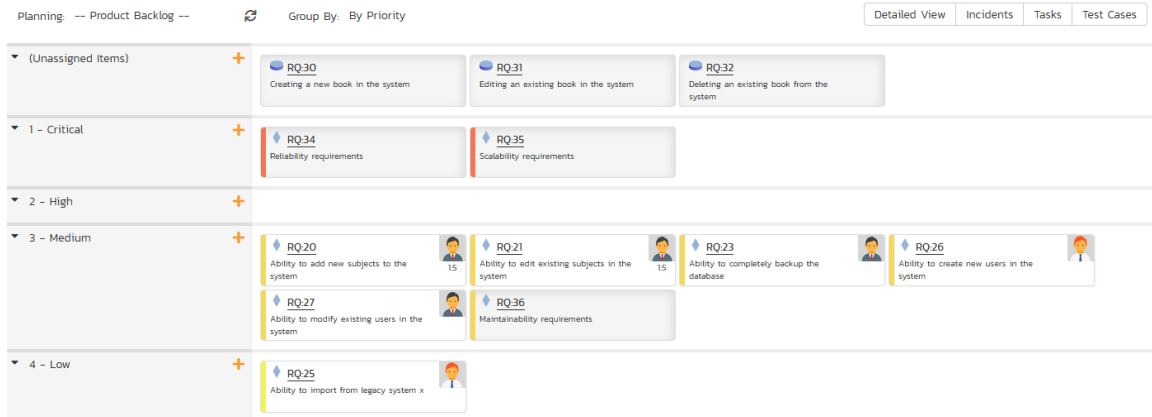 Planning: -- Product Backlog --
Group By: By Priority
Detailed View
Incidents
Tasks
Test Cases
(Unassigned Items)
RQ:30
Creating a new book in the system
RQ:31
Editing an existing book in the system
RQ:32
Deleting an existing book from the
system
1 - Critical
RQ:34
Reliability requirements
RQ:35
Scalability requirements
2 - High
3 - Medium
RQ:20
Ability to add new subjects to the
system
1.5
RQ:21
Ability to edit existing subjects in the
system
1.5
RQ:23
Ability to completely backup the
database
RQ:26
Ability to create new users in the
system
RQ:27
Ability to modify existing users in the
system
RQ:36
Maintainability requirements
4 - Low
RQ:25
Ability to import from legacy system x